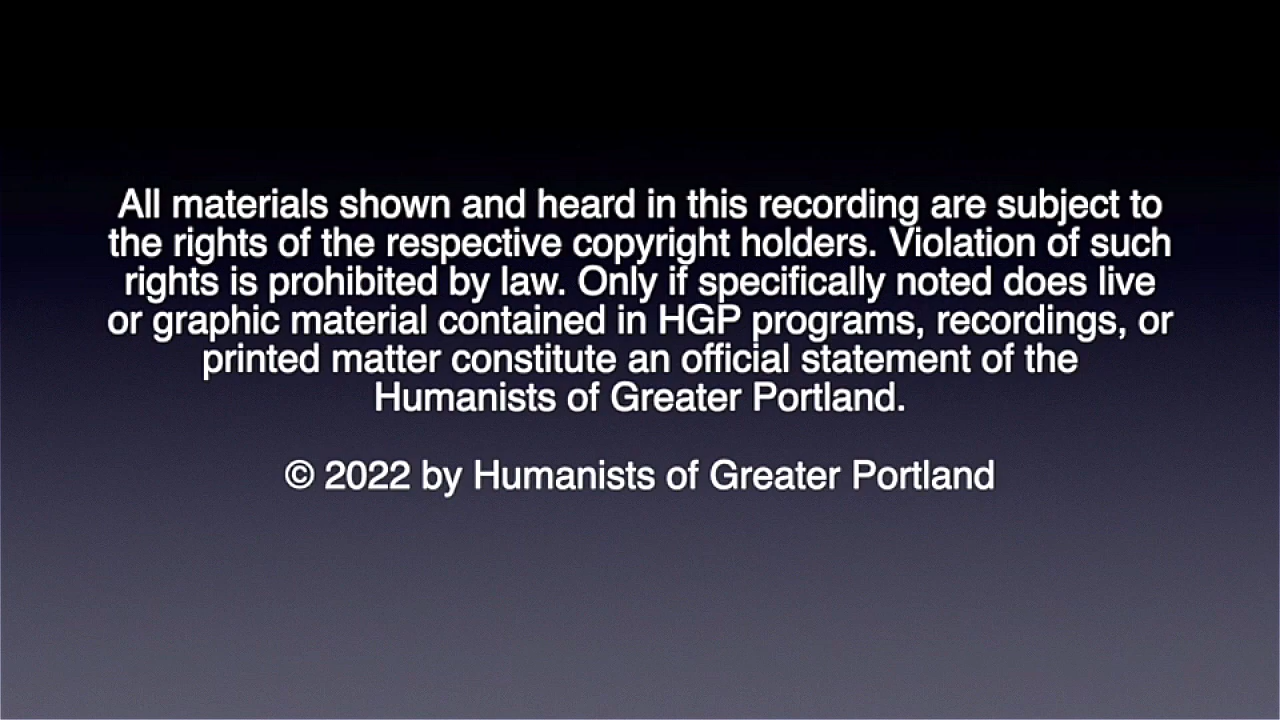 All materials shown and heard in this recording are subject to
the rights of the respective copyright holders. Violation of such
rights is prohibited by law. Only if specifically noted does live
or graphic material contained in HGP programs, recordings, or
printed matter constitute an official statement of the
Humanists of Greater Portland.
© 2022 by Humanists of Greater Portland